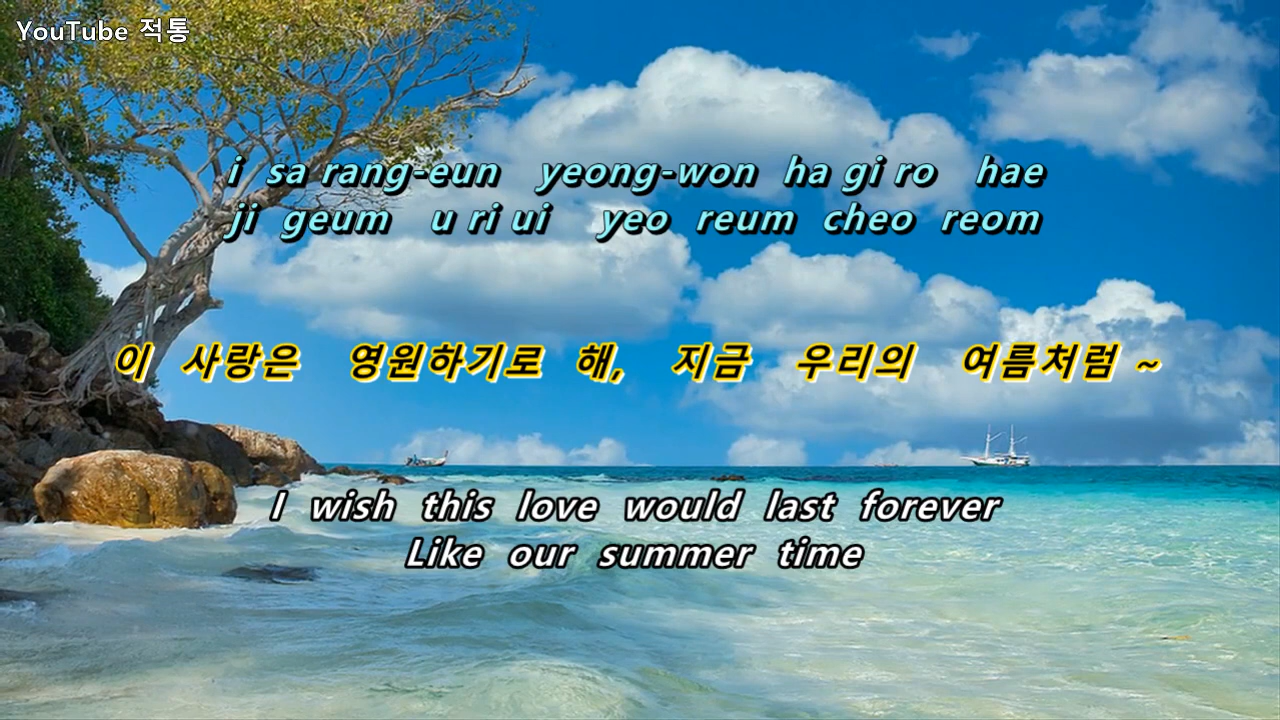 YouTube 적통
i sa rang-eun yeong-won ha gi ro hae
ji geum u ri ui yeo reum cheo reom
이 사랑은 영원하기로 해, 지금 우리의 여름처럼 ~
I wish this love would last forever
Like our summer time